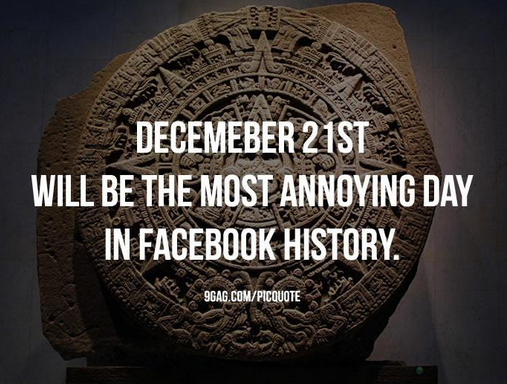 DECEMEBER 21ST
WILL BE THE MOST ANNOYING DAY
IN FACEBOOK HISTORY.
9GAG.COM/PICQUOTE